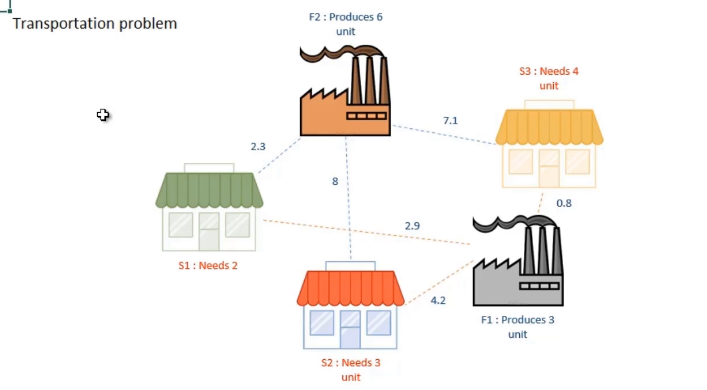 Transportation problem
F2 : Produces 6
unit
S3 : Needs 4
unit
7.1
2.3
8
0.8
2.9
S1 : Needs 2
4.2
F1 : Produces 3
unit
S2 : Needs 3
unit